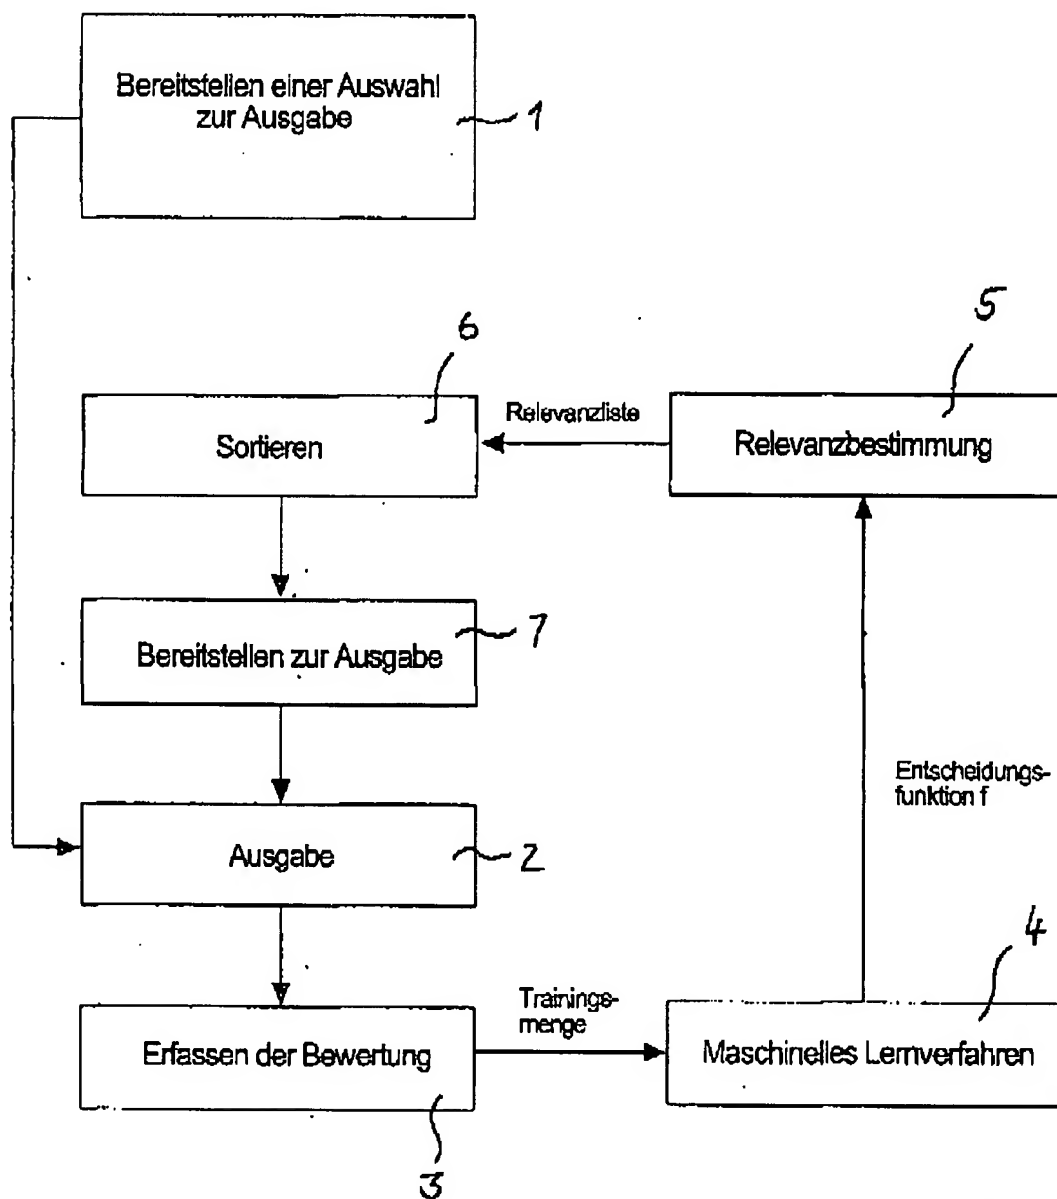 Bereitstellen einer Auswahl
zur Ausgabe
1
5
6
Relevanzliste
Sortieren
Relevanzbestimmung
7
Bereitstellen zur Ausgabe
Entscheidungs-
funktion f
Ausgabe
2
4
Trainings-
menge
Erfassen der Bewertung
Maschinelles Lernverfahren
3